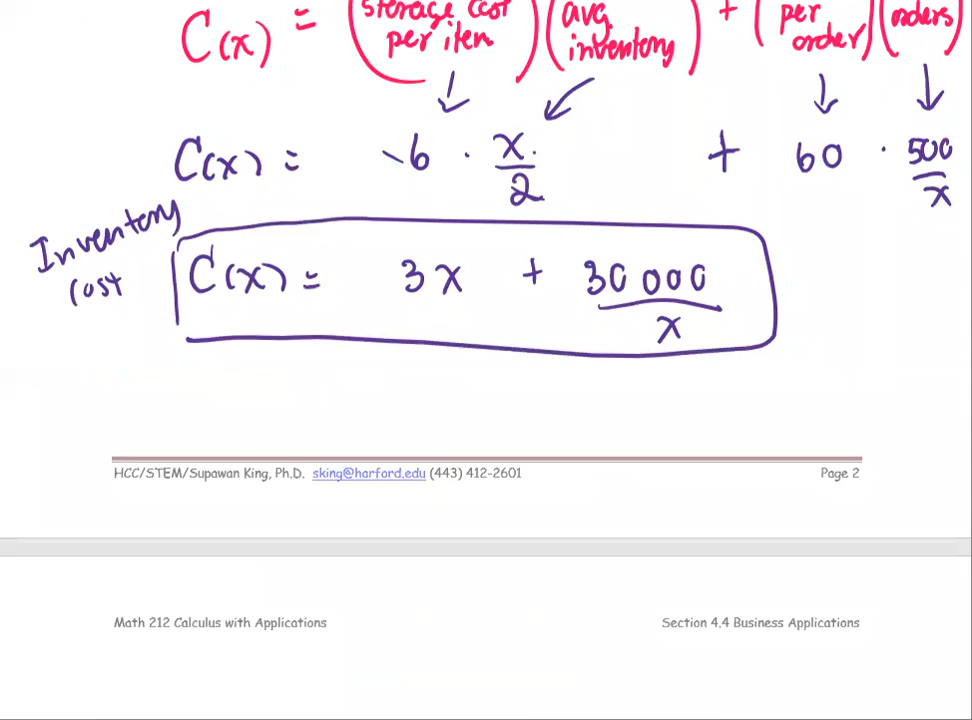 C(x) = (storage cost per item) (avg. inventory) + (per order) (orders)
C(x) = 6 · x/2 + 60 · 500/x
Inventory cost
C(x) = 3x + 30 000/x
HCC/STEM/Supawan King, Ph.D. sking@harford.edu (443) 412-2601 Page 2
Math 212 Calculus with Applications Section 4.4 Business Applications